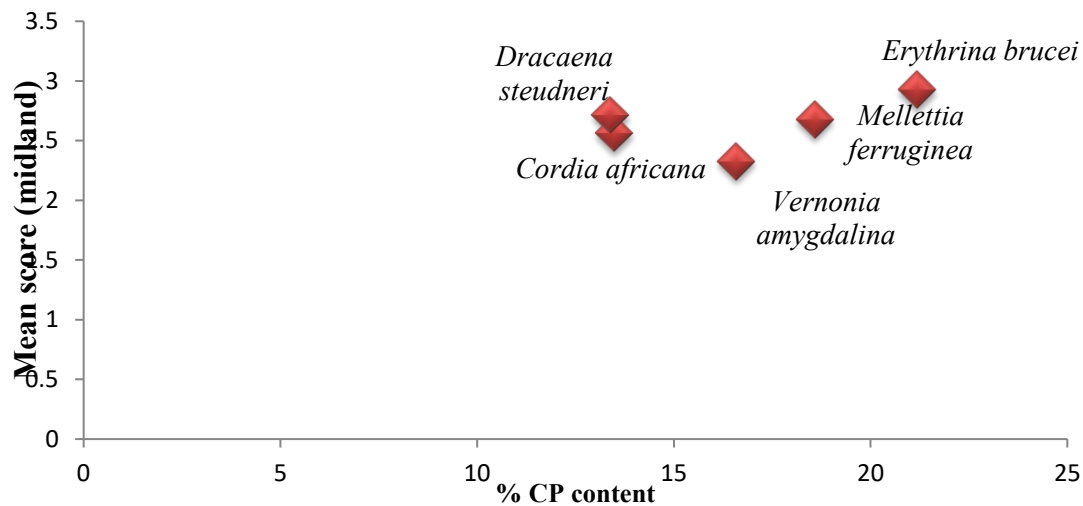 3.5
3
2.5
2
1.5
1
0.5
0
Mean score (midland)
Dracaena
steudneri
Erythrina brucei
Mellettia
ferruginea
Cordia africana
Vernonia
amygdalina
0 5 10 15 20 25
% CP content